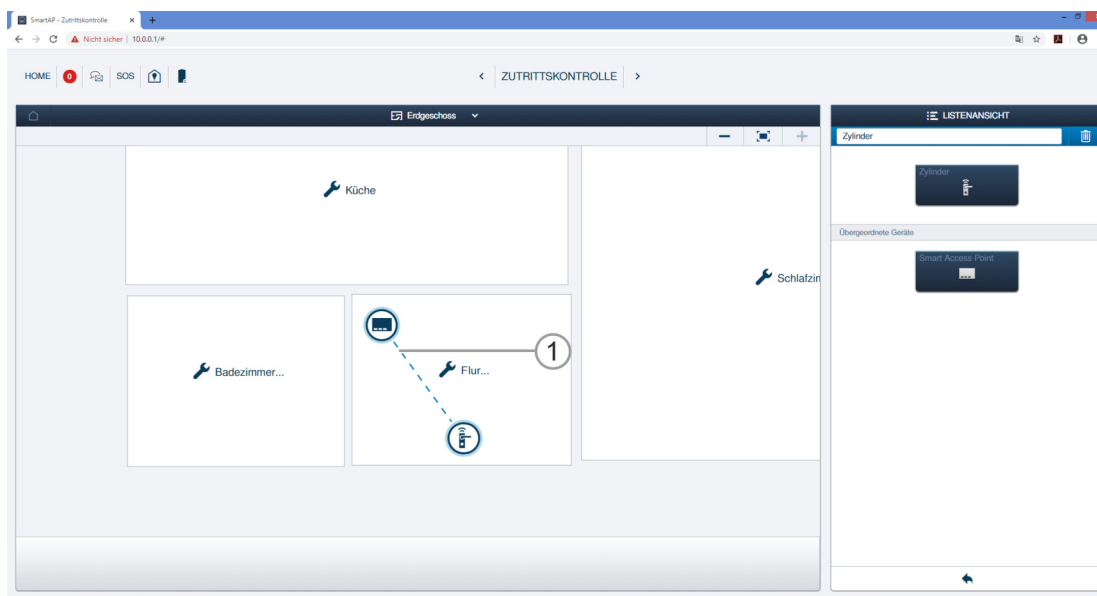 SmartAP - Zutrittskontrolle
Nicht sicher | 10.0.0.1/#
HOME 0 SOS
ZUTRITTSKONTROLLE
Erdgeschoss
LISTENANSICHT
Zylinder
Zylinder
Küche
Übergeordnete Geräte
Smart Access Point
Schlafzin
1
Badezimmer...
Flur...